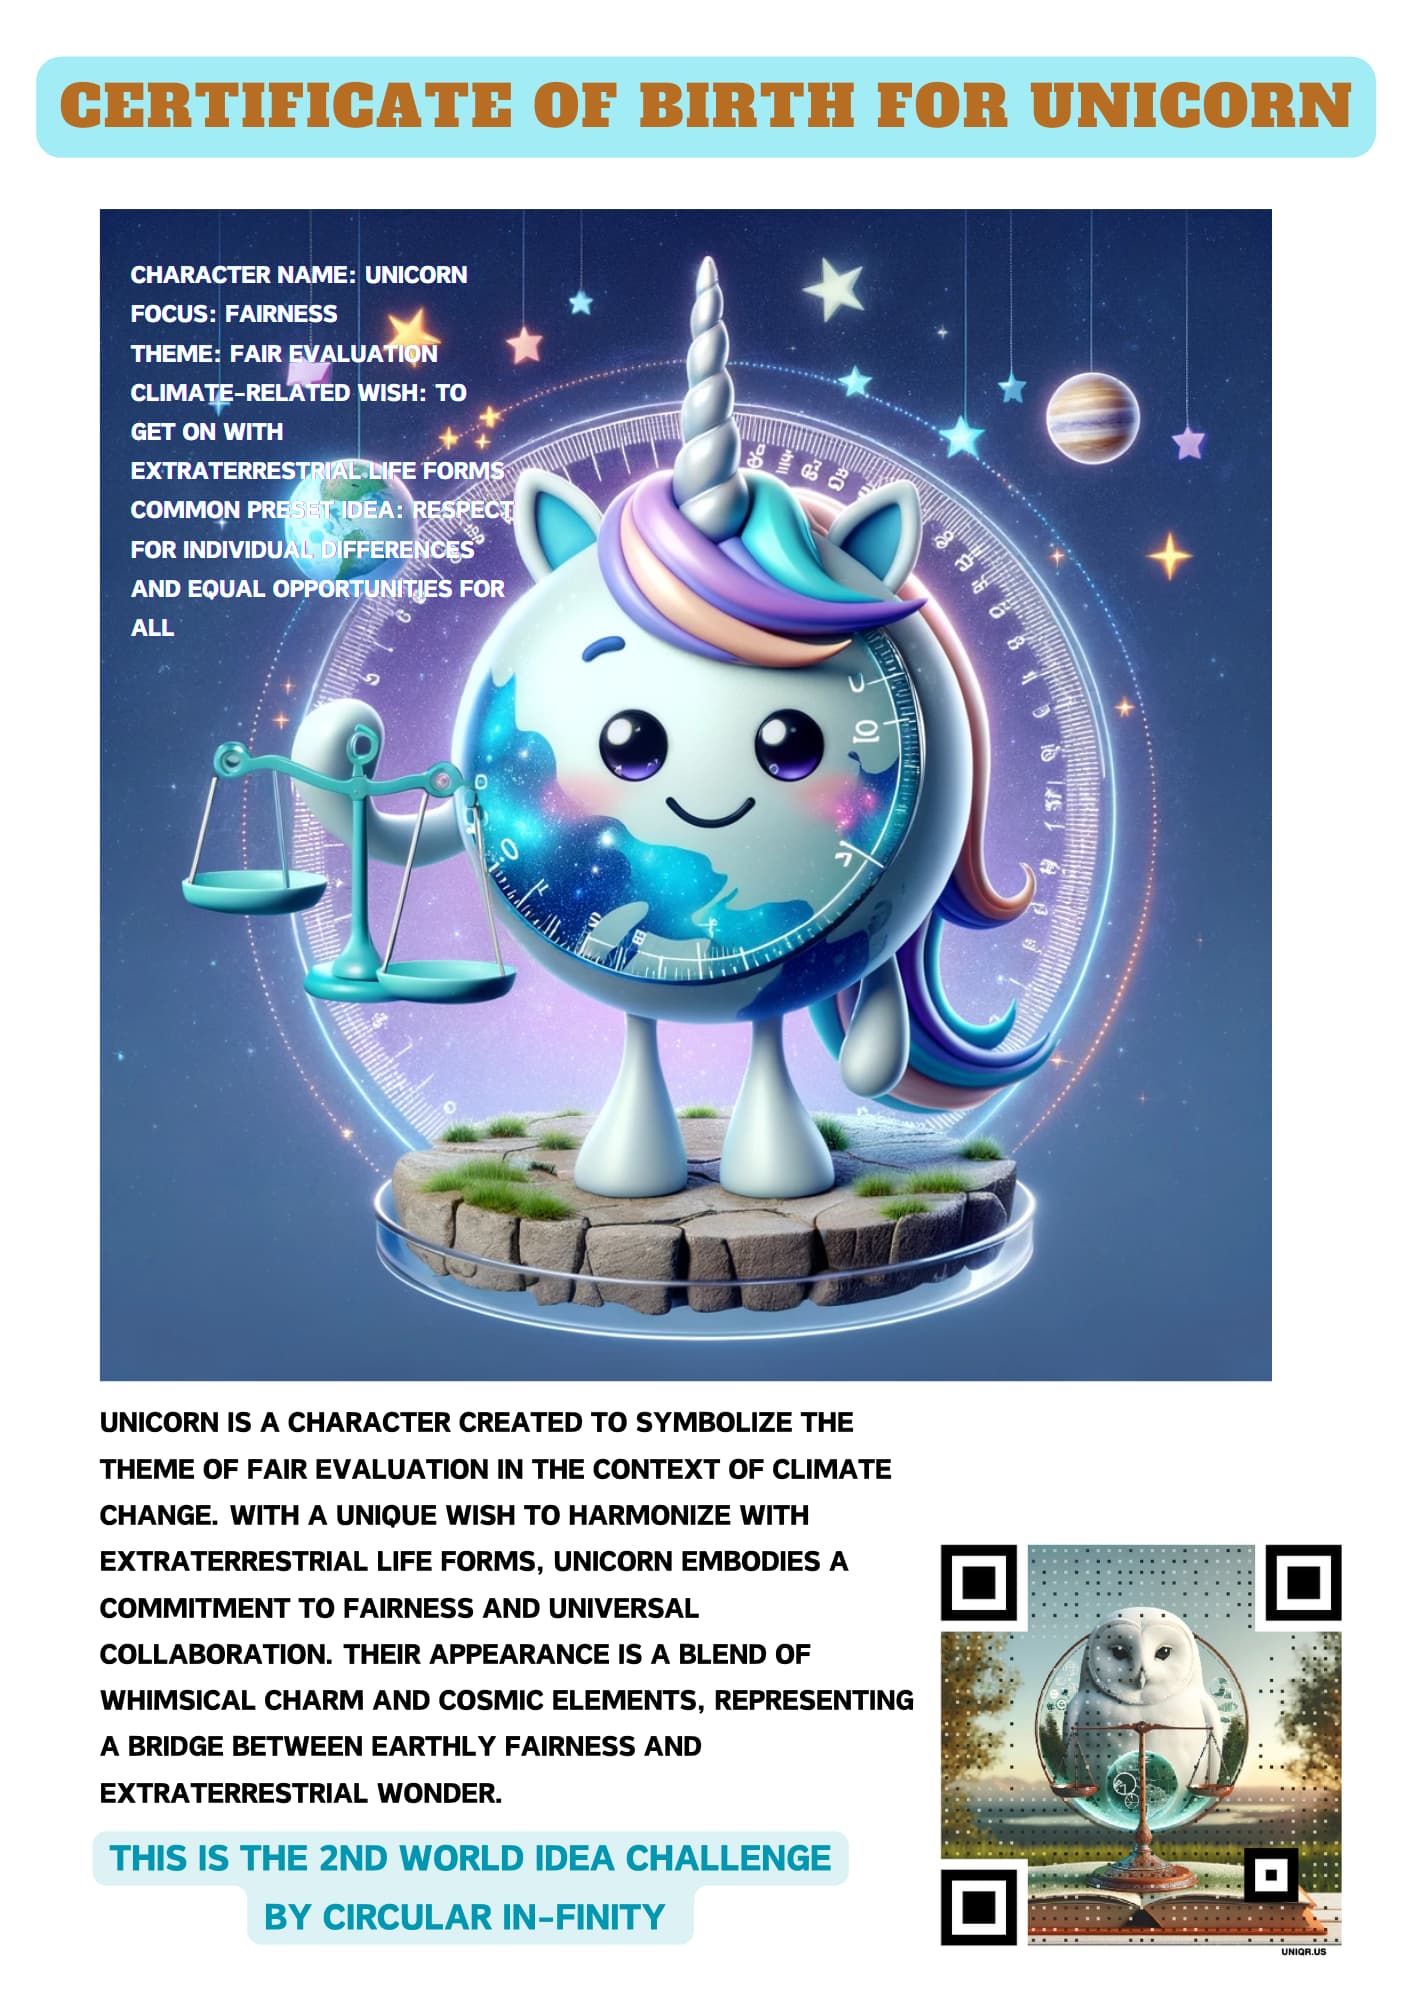 CERTIFICATE OF BIRTH FOR UNICORN
CHARACTER NAME: UNICORN
FOCUS: FAIRNESS
THEME: FAIR EVALUATION
CLIMATE-RELATED WISH: TO
GET ON WITH
EXTRATERRESTRIAL LIFE FORMS
COMMON PRESET IDEA: RESPECT
FOR INDIVIDUAL DIFFERENCES
AND EQUAL OPPORTUNITIES FOR
ALL
UNICORN IS A CHARACTER CREATED TO SYMBOLIZE THE
THEME OF FAIR EVALUATION IN THE CONTEXT OF CLIMATE
CHANGE. WITH A UNIQUE WISH TO HARMONIZE WITH
EXTRATERRESTRIAL LIFE FORMS, UNICORN EMBODIES A
COMMITMENT TO FAIRNESS AND UNIVERSAL
COLLABORATION. THEIR APPEARANCE IS A BLEND OF
WHIMSICAL CHARM AND COSMIC ELEMENTS, REPRESENTING
A BRIDGE BETWEEN EARTHLY FAIRNESS AND
EXTRATERRESTRIAL WONDER.
THIS IS THE 2ND WORLD IDEA CHALLENGE
BY CIRCULAR IN-FINITY
UNIQR.US